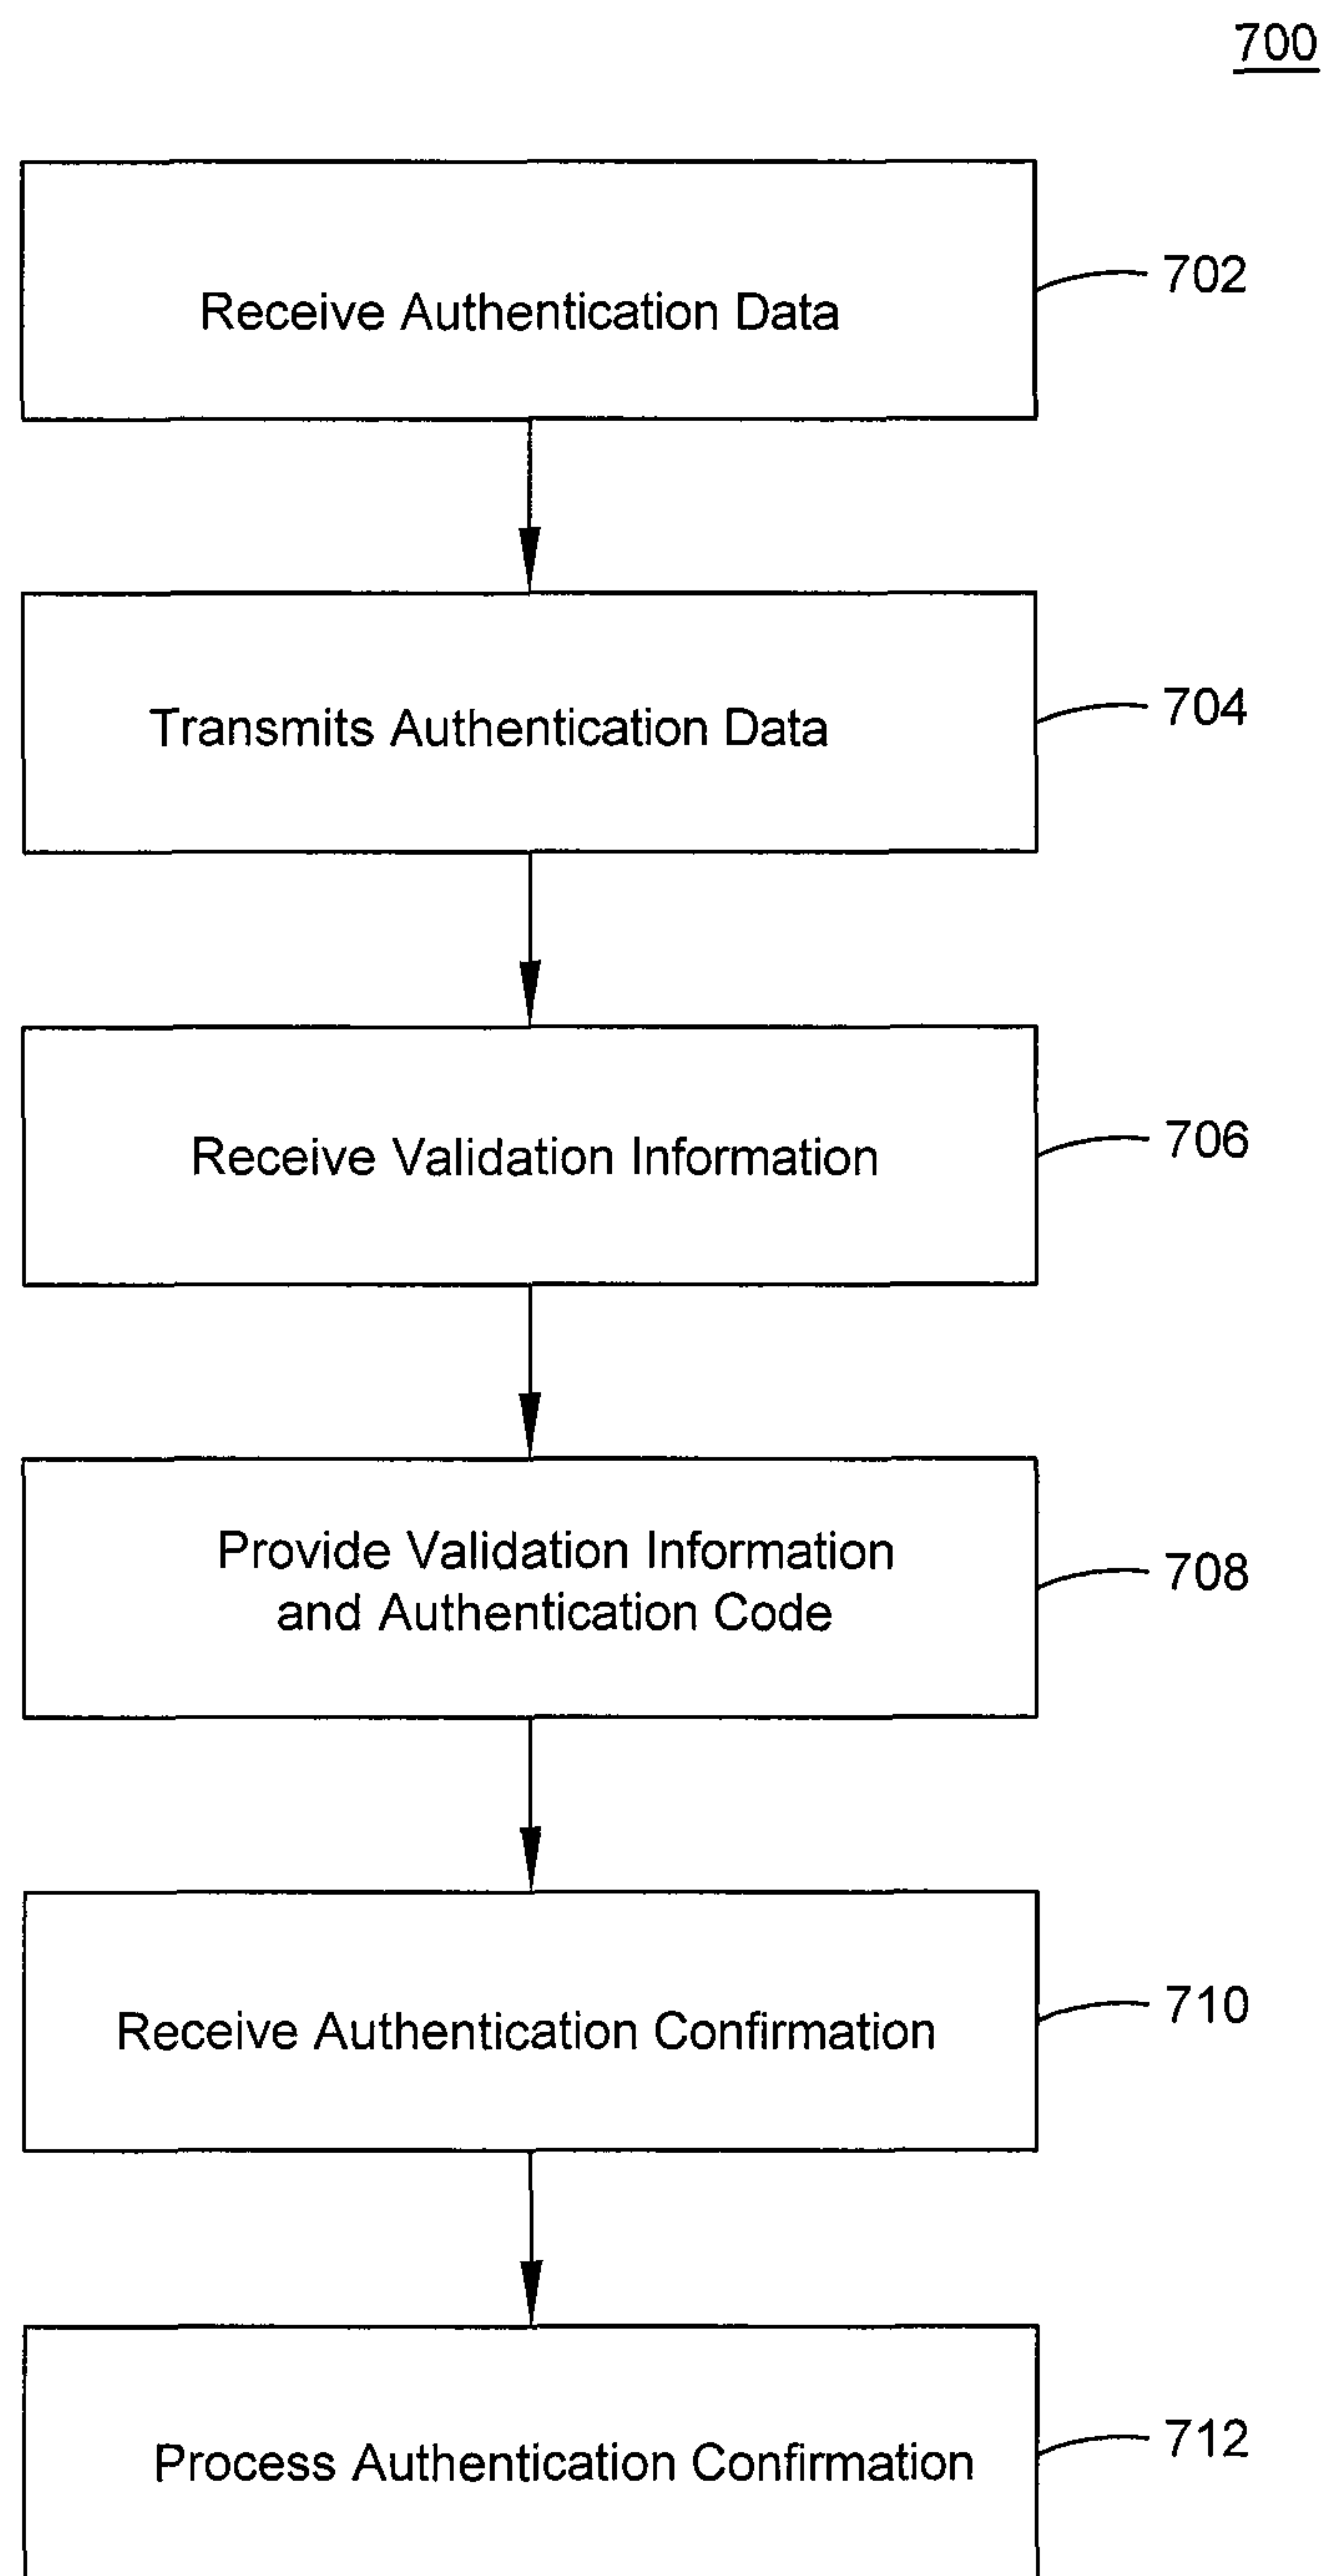 700
Receive Authentication Data
702
Transmits Authentication Data
704
Receive Validation Information
706
Provide Validation Information
and Authentication Code
708
Receive Authentication Confirmation
710
Process Authentication Confirmation
712